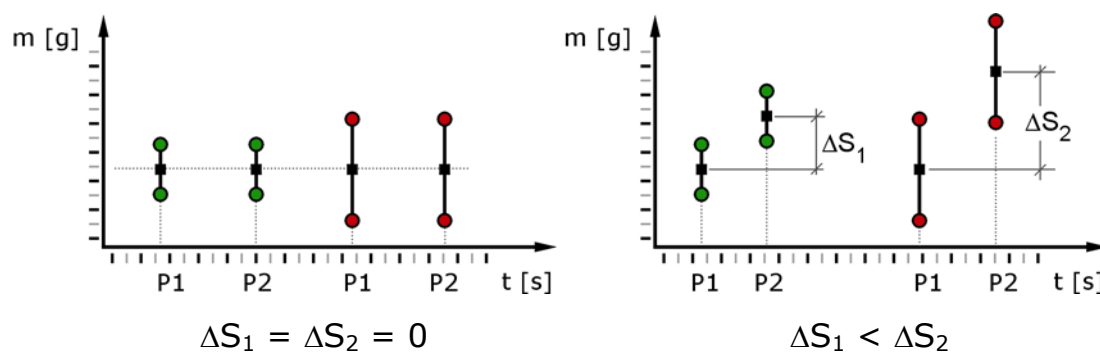 m [g]
P1 P2 P1 P2 t [s]
ΔS₁ = ΔS₂ = 0
m [g]
ΔS₁
ΔS₂
P1 P2 P1 P2 t [s]
ΔS₁ < ΔS₂